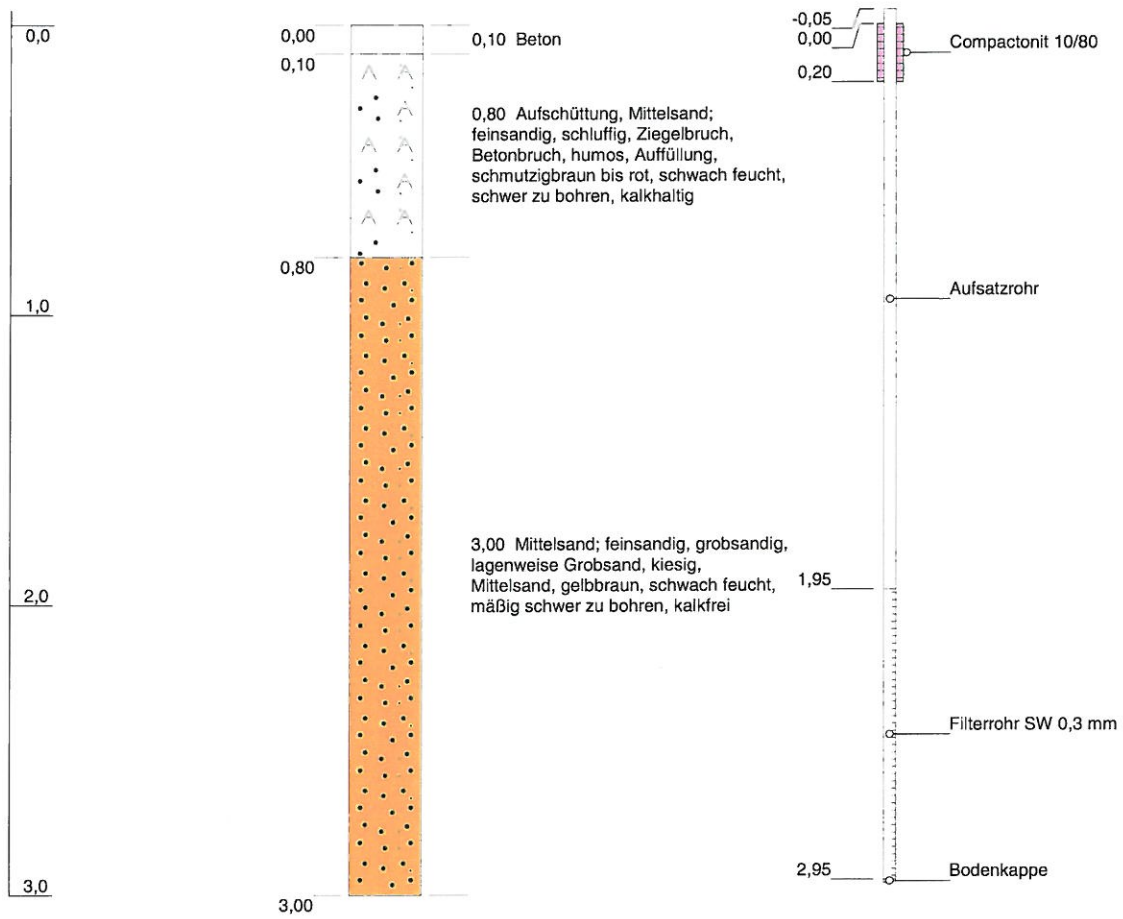 0,0
1,0
2,0
3,0
0,00
0,10
0,80
3,00
0,10 Beton
0,80 Aufschüttung, Mittelsand;
feinsandig, schluffig, Ziegelbruch,
Betonbruch, humos, Auffüllung,
schmutzigbraun bis rot, schwach feucht,
schwer zu bohren, kalkhaltig
3,00 Mittelsand; feinsandig, grobsandig,
lagenweise Grobsand, kiesig,
Mittelsand, gelbbraun, schwach feucht,
mäßig schwer zu bohren, kalkfrei
-0,05
0,00
0,20
1,95
2,95
Compactonit 10/80
Aufsatzrohr
Filterrohr SW 0,3 mm
Bodenkappe